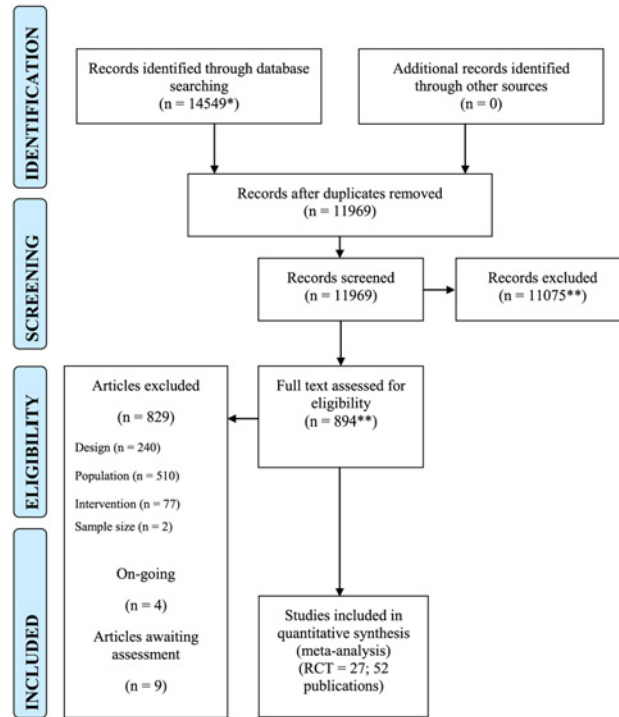 IDENTIFICATION
Records identified through database
searching
(n = 14549*)
Additional records identified
through other sources
(n = 0)
Records after duplicates removed
(n = 11969)
SCREENING
Records screened
(n = 11969)
Records excluded
(n = 11075**)
ELIGIBILITY
Full text assessed for
eligibility
(n = 894**)
Articles excluded
(n = 829)
Design (n = 240)
Population (n = 510)
Intervention (n = 77)
Sample size (n = 2)
On-going
(n = 4)
Articles awaiting
assessment
(n = 9)
INCLUDED
Studies included in
quantitative synthesis
(meta-analysis)
(RCT = 27; 52
publications)